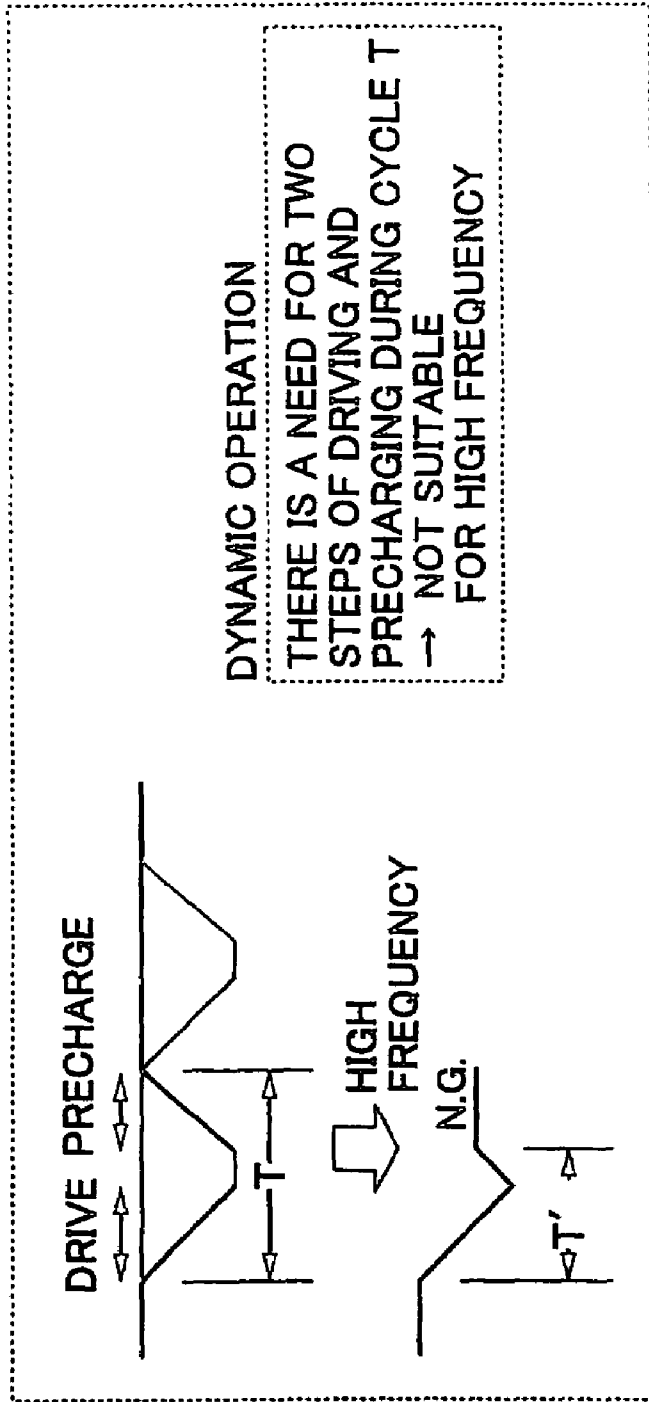 DRIVE PRECHARGE
T
HIGH
FREQUENCY
N.G.
T′
DYNAMIC OPERATION
THERE IS A NEED FOR TWO
STEPS OF DRIVING AND
PRECHARGING DURING CYCLE T
→ NOT SUITABLE
FOR HIGH FREQUENCY